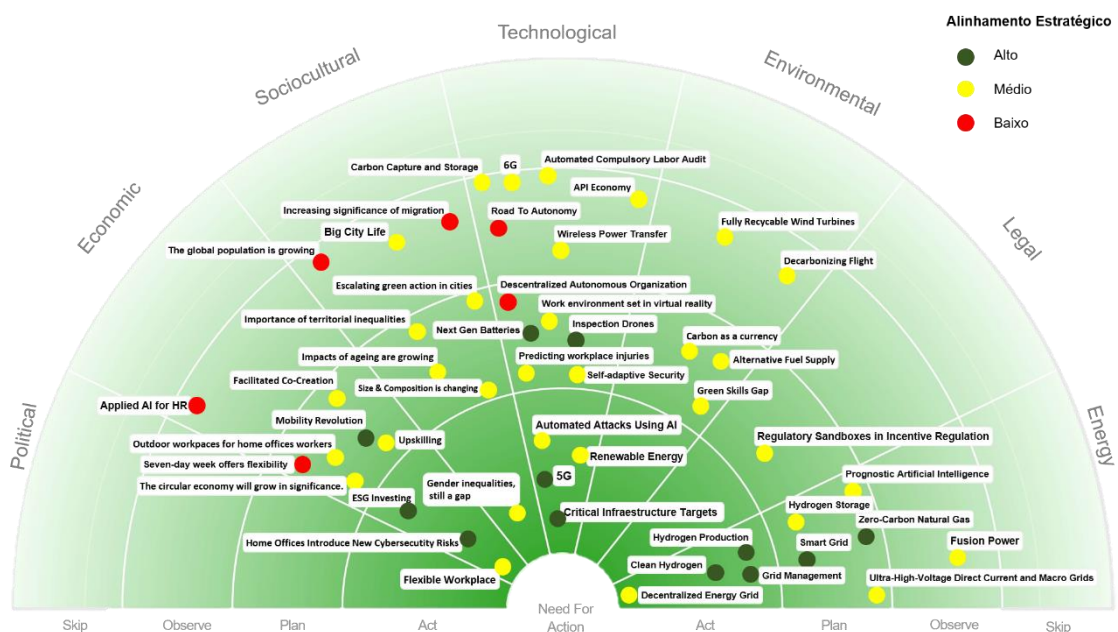 Technological
Alinhamento Estratégico
Alto
Médio
Baixo
Sociocultural
Environmental
Economic
Legal
Political
Energy
Carbon Capture and Storage
6G
Automated Compulsory Labor Audit
API Economy
Increasing significance of migration
Road To Autonomy
Big City Life
Wireless Power Transfer
Fully Recycable Wind Turbines
The global population is growing
Decarbonizing Flight
Escalating green action in cities
Descentralized Autonomous Organization
Work environment set in virtual reality
Importance of territorial inequalities
Next Gen Batteries
Inspection Drones
Carbon as a currency
Impacts of ageing are growing
Predicting workplace injuries
Alternative Fuel Supply
Facilitated Co-Creation
Size & Composition is changing
Self-adaptive Security
Green Skills Gap
Applied AI for HR
Mobility Revolution
Automated Attacks Using AI
Regulatory Sandboxes in Incentive Regulation
Outdoor workpaces for home offices workers
Upskilling
Renewable Energy
Seven-day week offers flexibility
Prognostic Artificial Intelligence
The circular economy will grow in significance.
Gender inequalities,
still a gap
5G
ESG Investing
Hydrogen Storage
Critical Infraestructure Targets
Zero-Carbon Natural Gas
Home Offices Introduce New Cybersecutity Risks
Hydrogen Production
Smart Grid
Fusion Power
Clean Hydrogen
Grid Management
Flexible Workplace
Ultra-High-Voltage Direct Current and Macro Grids
Decentralized Energy Grid
Skip
Observe
Plan
Act
Need For
Action
Act
Plan
Observe
Skip